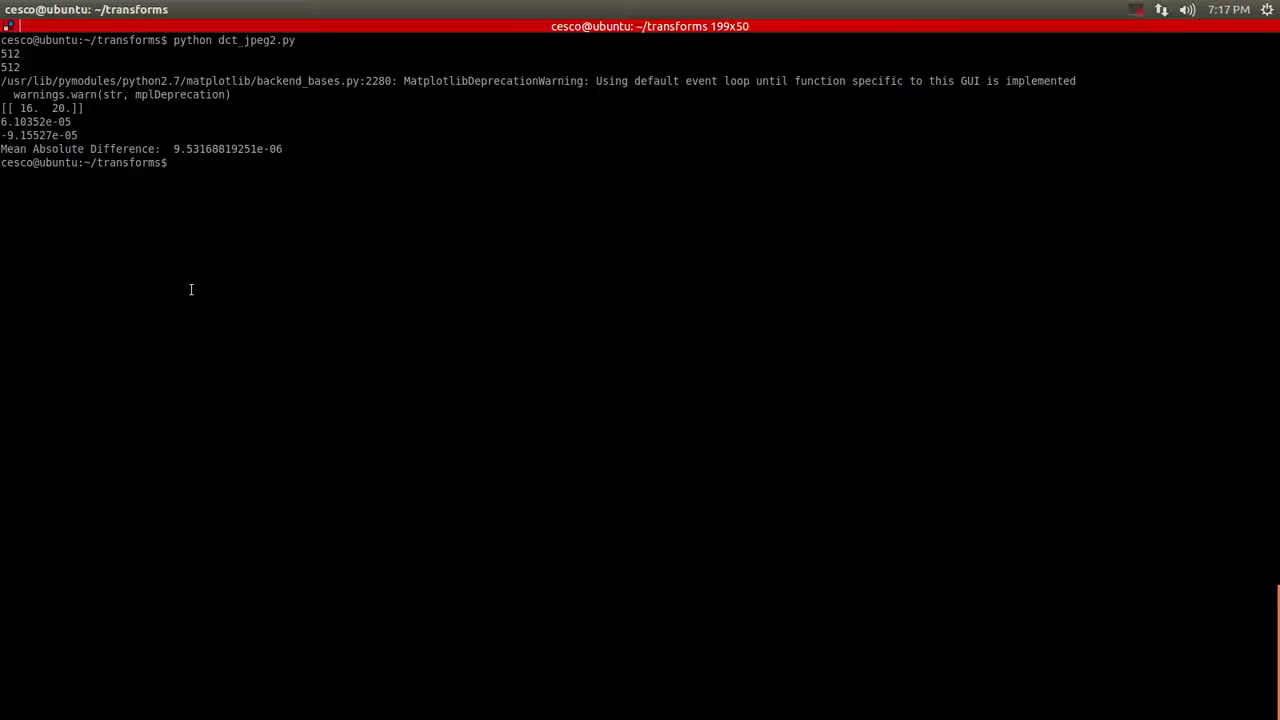 cesco@ubuntu: ~/transforms
7:17 PM
cesco@ubuntu: ~/transforms 199x50
cesco@ubuntu:~/transforms$ python dct_jpeg2.py
512
512
/usr/lib/pymodules/python2.7/matplotlib/backend_bases.py:2280: MatplotlibDeprecationWarning: Using default event loop until function specific to this GUI is implemented
  warnings.warn(str, mplDeprecation)
[[ 16.  20.]]
6.10352e-05
-9.15527e-05
Mean Absolute Difference:  9.53168819251e-06
cesco@ubuntu:~/transforms$